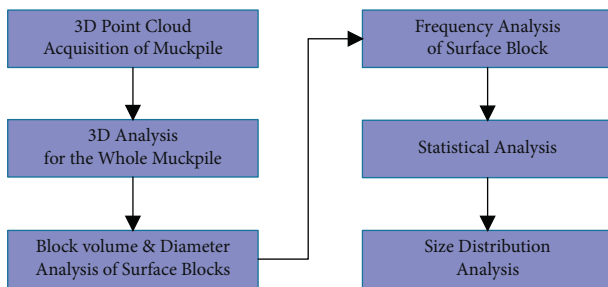 3D Point Cloud
Acquisition of Muckpile
3D Analysis
for the Whole Muckpile
Block volume & Diameter
Analysis of Surface Blocks
Frequency Analysis
of Surface Block
Statistical Analysis
Size Distribution
Analysis